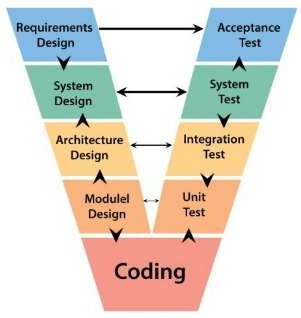 Requirements
Design
Acceptance
Test
System
Design
System
Test
Architecture
Design
Integration
Test
Modulel
Design
Unit
Test
Coding